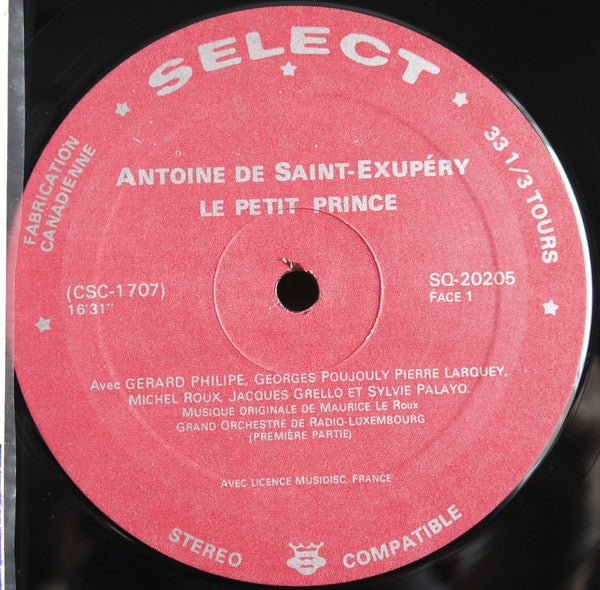 SELECT
FABRICATION
CANADIENNE
33 1/3 TOURS
ANTOINE DE SAINT-EXUPÉRY
LE PETIT PRINCE
(CSC-1707)
16'31"
SQ-20205
FACE 1
Avec GERARD PHILIPE, GEORGES POUJOULY PIERRE LARQUEY,
MICHEL ROUX, JACQUES GRELLO ET SYLVIE PALAYO.
MUSIQUE ORIGINALE DE MAURICE LE ROUX
GRAND ORCHESTRE DE RADIO-LUXEMBOURG
(PREMIÈRE PARTIE)
AVEC LICENCE MUSIDISC, FRANCE
STEREO COMPATIBLE